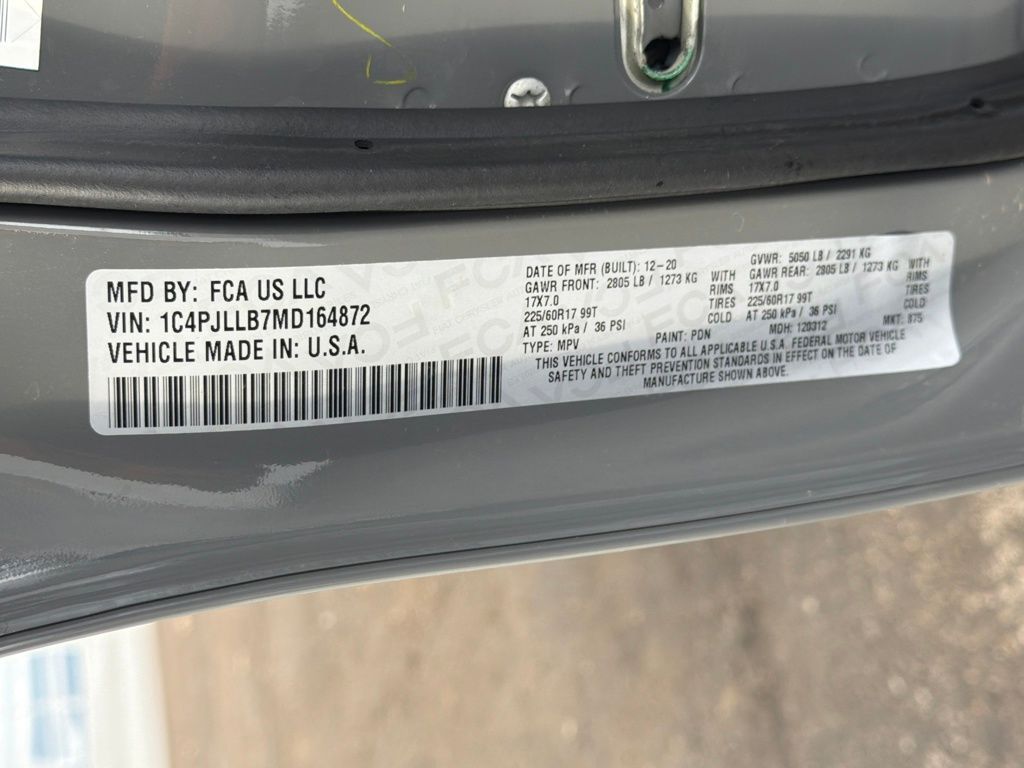 MFD BY: FCA US LLC
VIN: 1C4PJLLB7MD164872
VEHICLE MADE IN: U.S.A.
DATE OF MFR (BUILT): 12-20
GVWR: 5050 LB / 2291 KG
GAWR FRONT: 2805 LB / 1273 KG WITH
GAWR REAR: 2805 LB / 1273 KG WITH
17X7.0 RIMS
17X7.0 RIMS
225/60R17 99T TIRES
225/60R17 99T TIRES
AT 250 kPa / 36 PSI COLD
AT 250 kPa / 36 PSI COLD
TYPE: MPV PAINT: PDN MDH: 120312 MKT: 875
THIS VEHICLE CONFORMS TO ALL APPLICABLE U.S.A. FEDERAL MOTOR VEHICLE
SAFETY AND THEFT PREVENTION STANDARDS IN EFFECT ON THE DATE OF
MANUFACTURE SHOWN ABOVE.